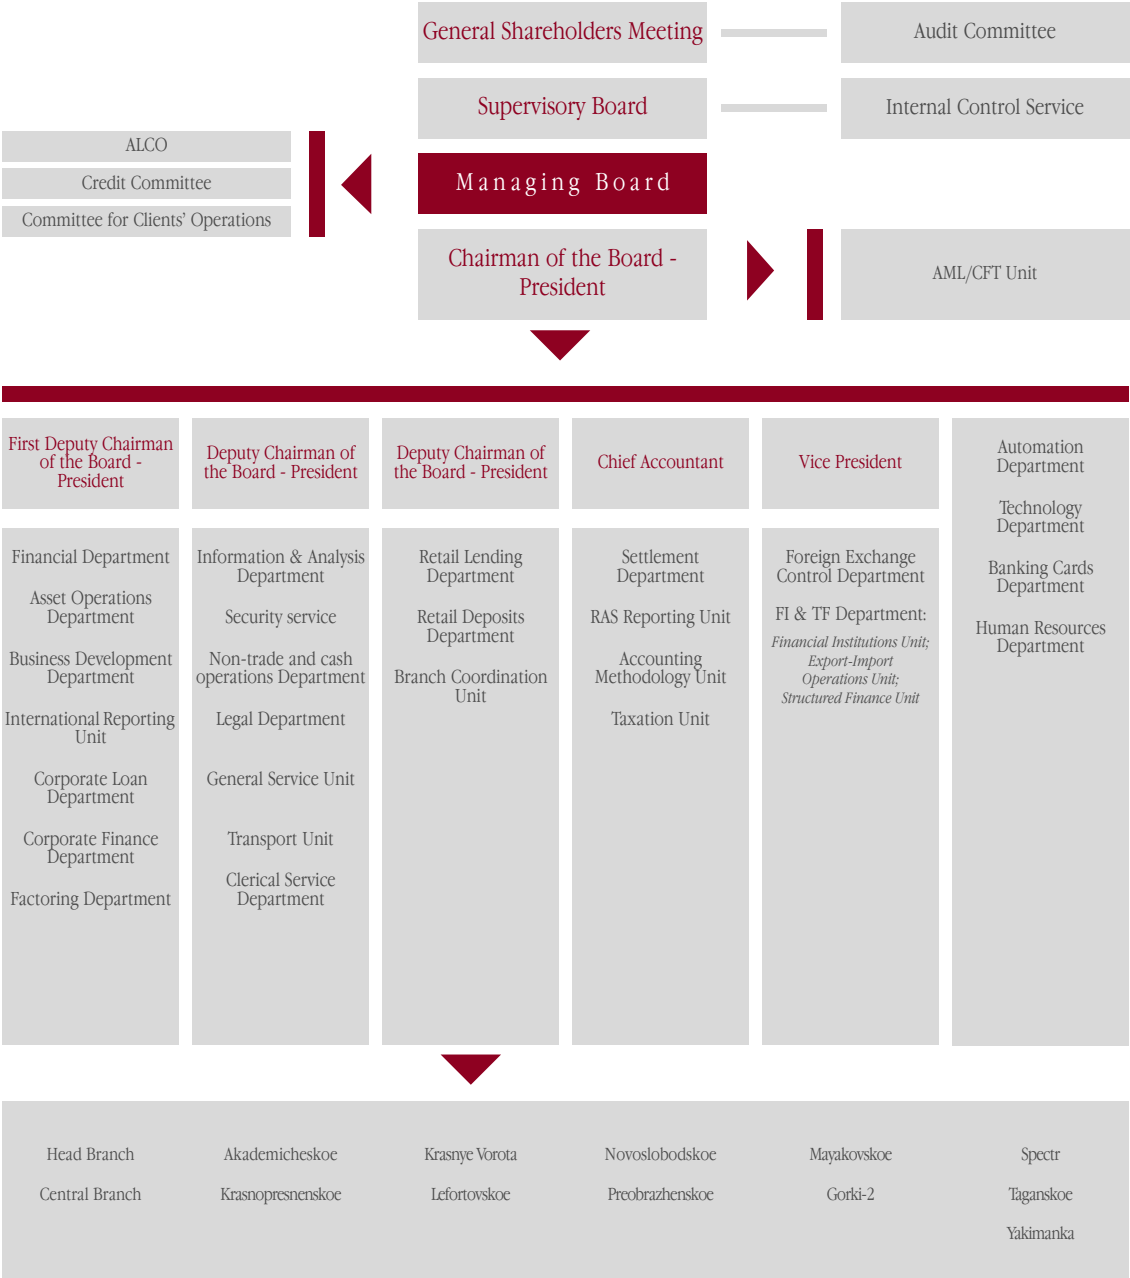 General Shareholders Meeting
Audit Committee
Supervisory Board
Internal Control Service
ALCO
Credit Committee
Committee for Clients’ Operations
Managing Board
Chairman of the Board -
President
AML/CFT Unit
First Deputy Chairman
of the Board -
President
Deputy Chairman of
the Board - President
Deputy Chairman of
the Board - President
Chief Accountant
Vice President
Financial Department
Asset Operations
Department
Business Development
Department
International Reporting
Unit
Corporate Loan
Department
Corporate Finance
Department
Factoring Department
Information & Analysis
Department
Security service
Non-trade and cash
operations Department
Legal Department
General Service Unit
Transport Unit
Clerical Service
Department
Retail Lending
Department
Retail Deposits
Department
Branch Coordination
Unit
Settlement
Department
RAS Reporting Unit
Accounting
Methodology Unit
Taxation Unit
Foreign Exchange
Control Department
FI & TF Department:
Financial Institutions Unit;
Export-Import
Operations Unit;
Structured Finance Unit
Automation
Department
Technology
Department
Banking Cards
Department
Human Resources
Department
Head Branch
Central Branch
Akademicheskoe
Krasnopresnenskoe
Krasnye Vorota
Lefortovskoe
Novoslobodskoe
Preobrazhenskoe
Mayakovskoe
Gorki-2
Spectr
Taganskoe
Yakimanka